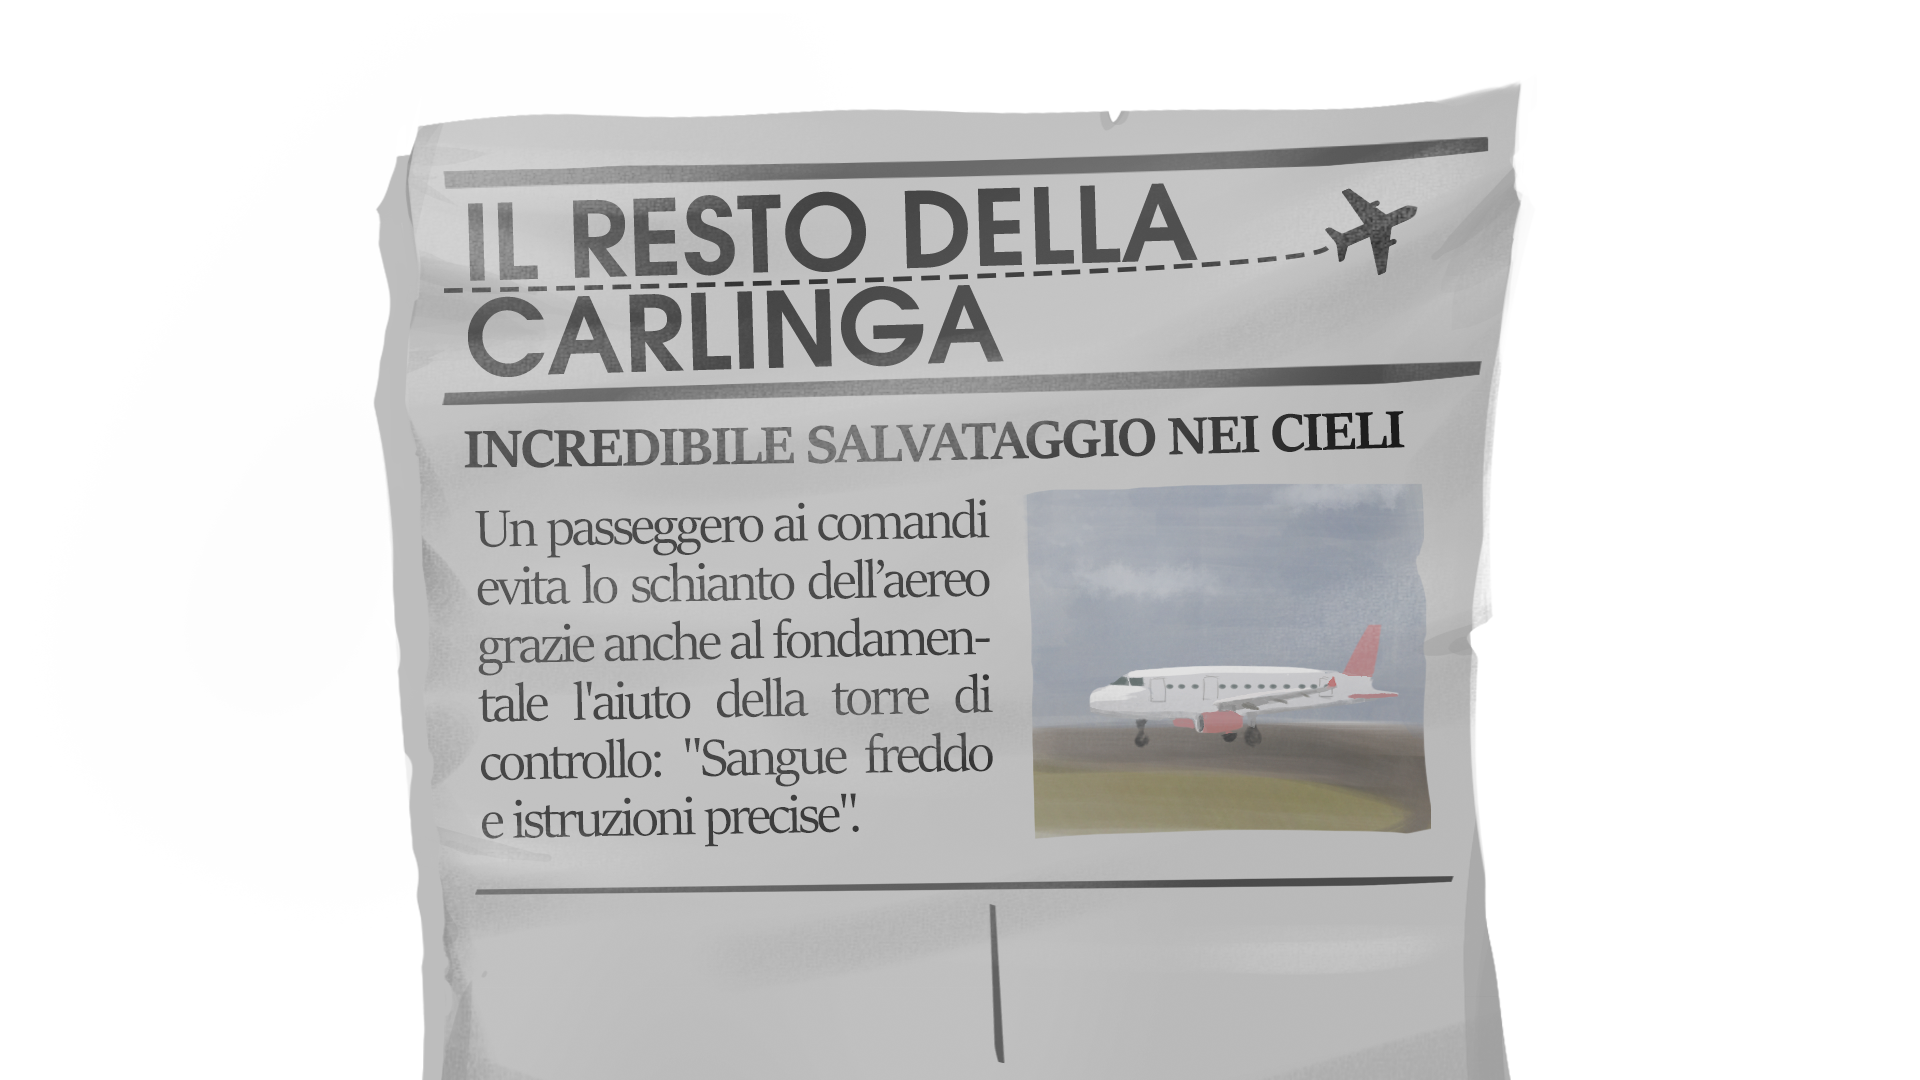 IL RESTO DELLA
CARLINGA
INCREDIBILE SALVATAGGIO NEI CIELI
Un passeggero ai comandi
evita lo schianto dell’aereo
grazie anche al fondamen-
tale l'aiuto della torre di
controllo: "Sangue freddo
e istruzioni precise".